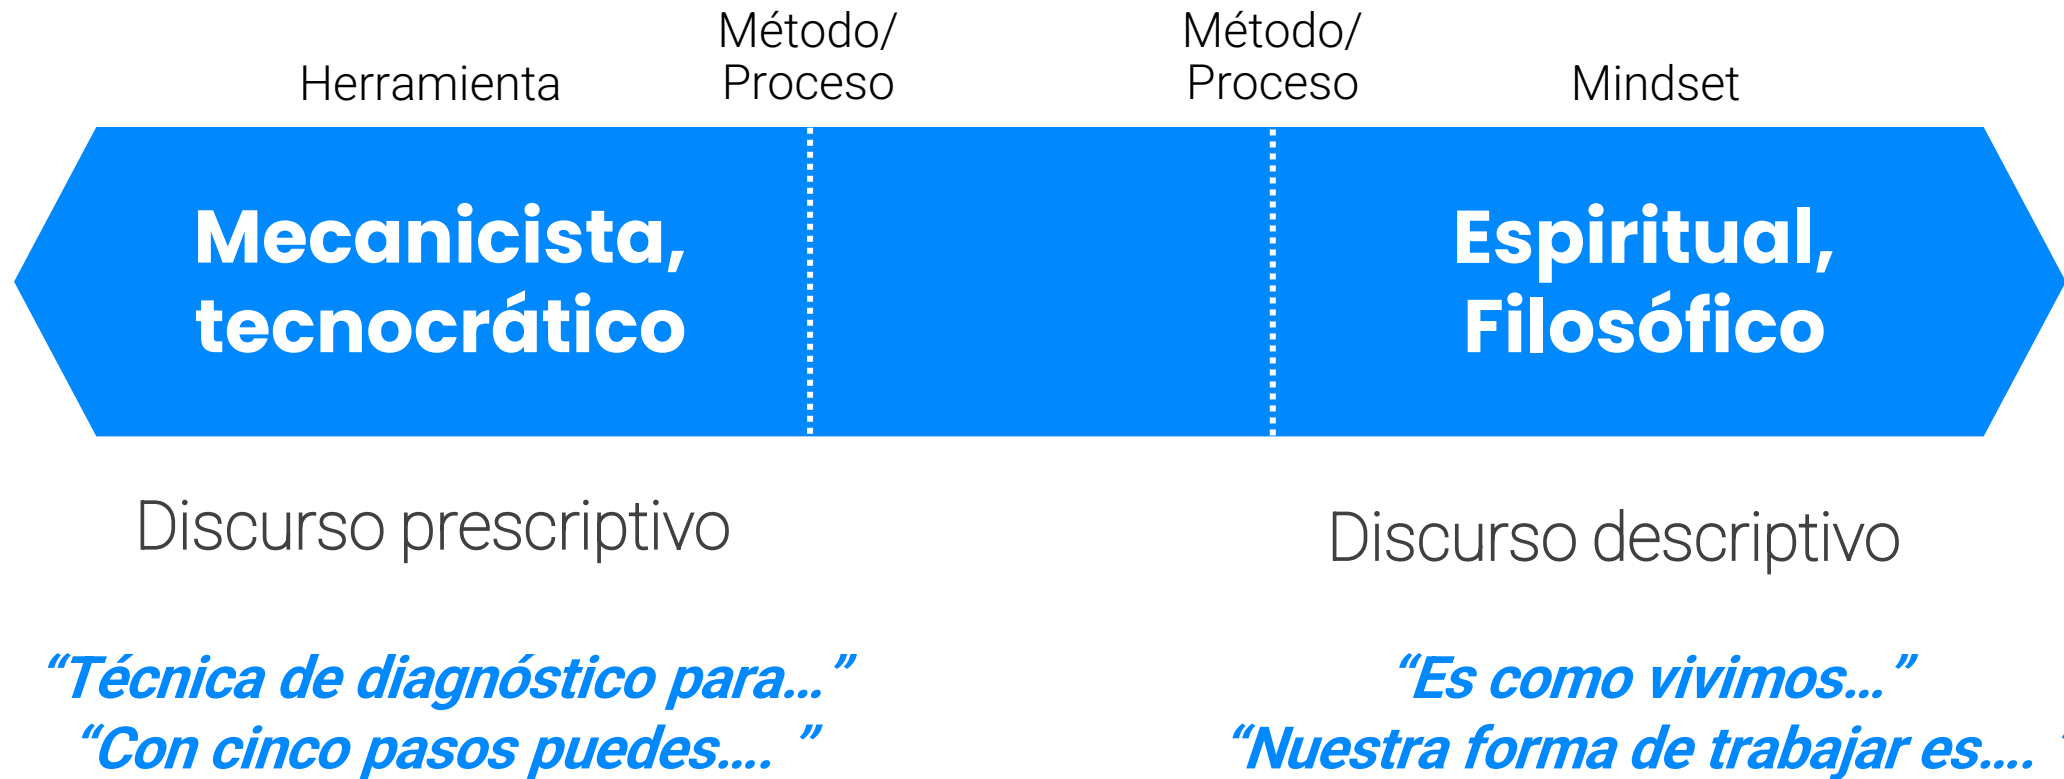 Herramienta
Método/
Proceso
Método/
Proceso
Mindset
Mecanicista,
tecnocrático
Espiritual,
Filosófico
Discurso prescriptivo
Discurso descriptivo
“Técnica de diagnóstico para...”
“Con cinco pasos puedes.... ”
“Es como vivimos...”
“Nuestra forma de trabajar es.... ”